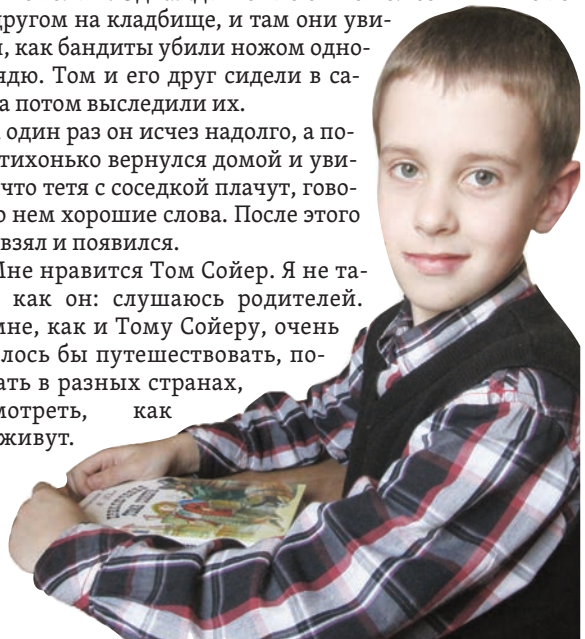 другом на кладбище, и там они уви-
, как бандиты убили ножом одно-
дю. Том и его друг сидели в са-
а потом выследили их.
один раз он исчез надолго, а по-
тихонько вернулся домой и уви-
что тетя с соседкой плачут, гово-
о нем хорошие слова. После этого
взял и появился.
Мне нравится Том Сойер. Я не та-
как он: слушаюсь родителей.
мне, как и Тому Сойеру, очень
лось бы путешествовать, по-
ать в разных странах,
мотреть, как
живут.